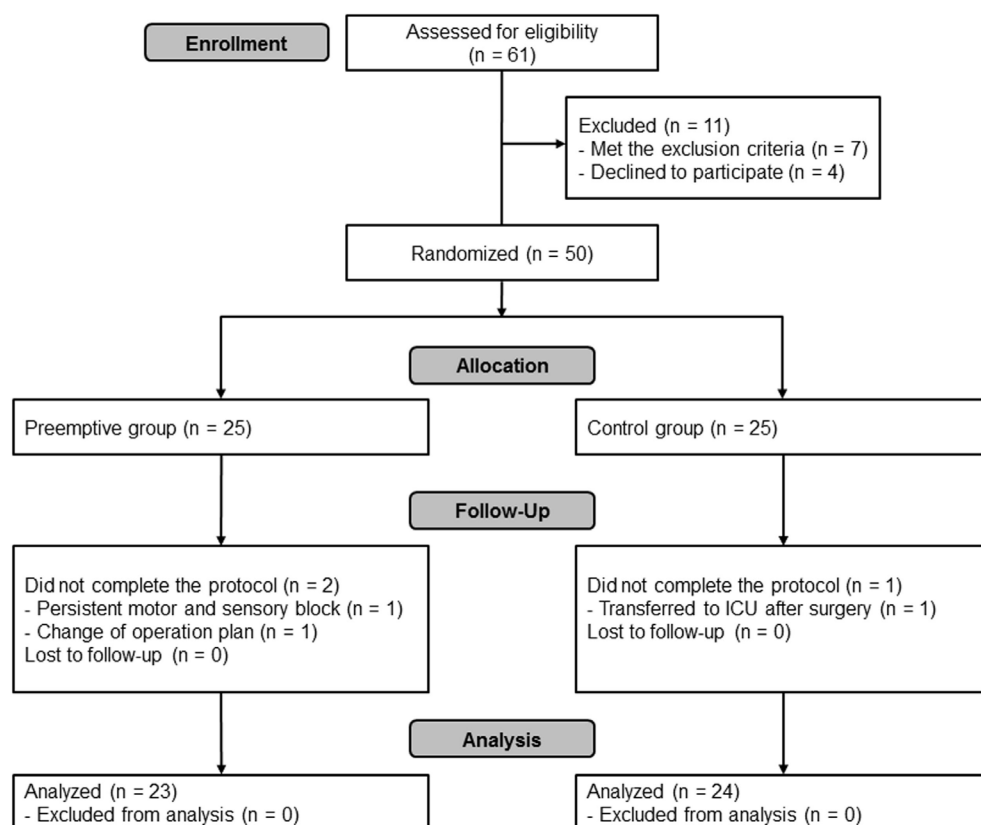 Enrollment
Assessed for eligibility
(n = 61)
Excluded (n = 11)
- Met the exclusion criteria (n = 7)
- Declined to participate (n = 4)
Randomized (n = 50)
Allocation
Preemptive group (n = 25)
Control group (n = 25)
Follow-Up
Did not complete the protocol (n = 2)
- Persistent motor and sensory block (n = 1)
- Change of operation plan (n = 1)
Lost to follow-up (n = 0)
Did not complete the protocol (n = 1)
- Transferred to ICU after surgery (n = 1)
Lost to follow-up (n = 0)
Analysis
Analyzed (n = 23)
- Excluded from analysis (n = 0)
Analyzed (n = 24)
- Excluded from analysis (n = 0)